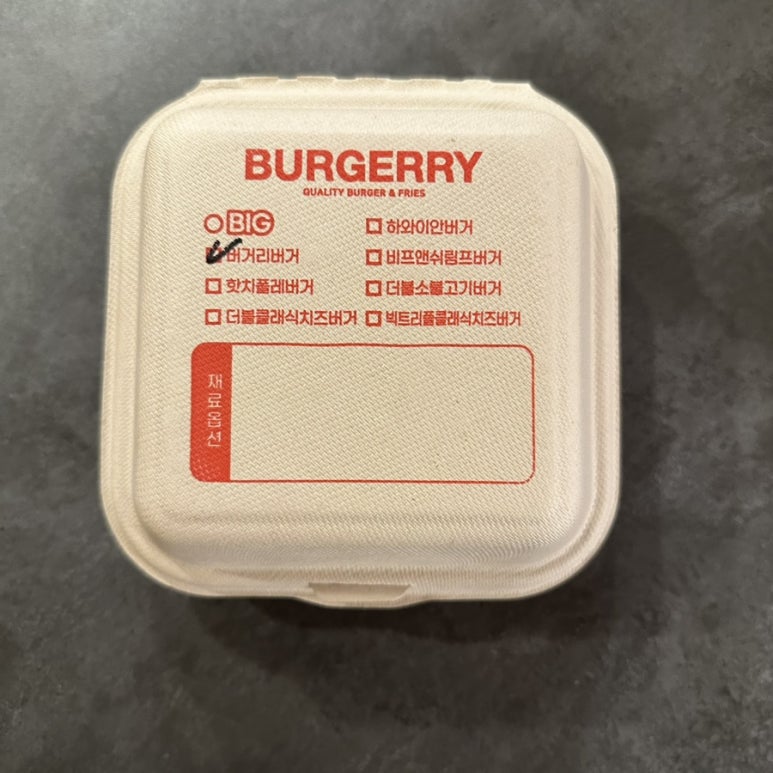 BURGERRY
QUALITY BURGER & FRIES
BIG
버거리버거
핫치폴레버거
더블클래식치즈버거
하와이안버거
비프앤쉬림프버거
더블소불고기버거
빅트리플클래식치즈버거
재료옵션